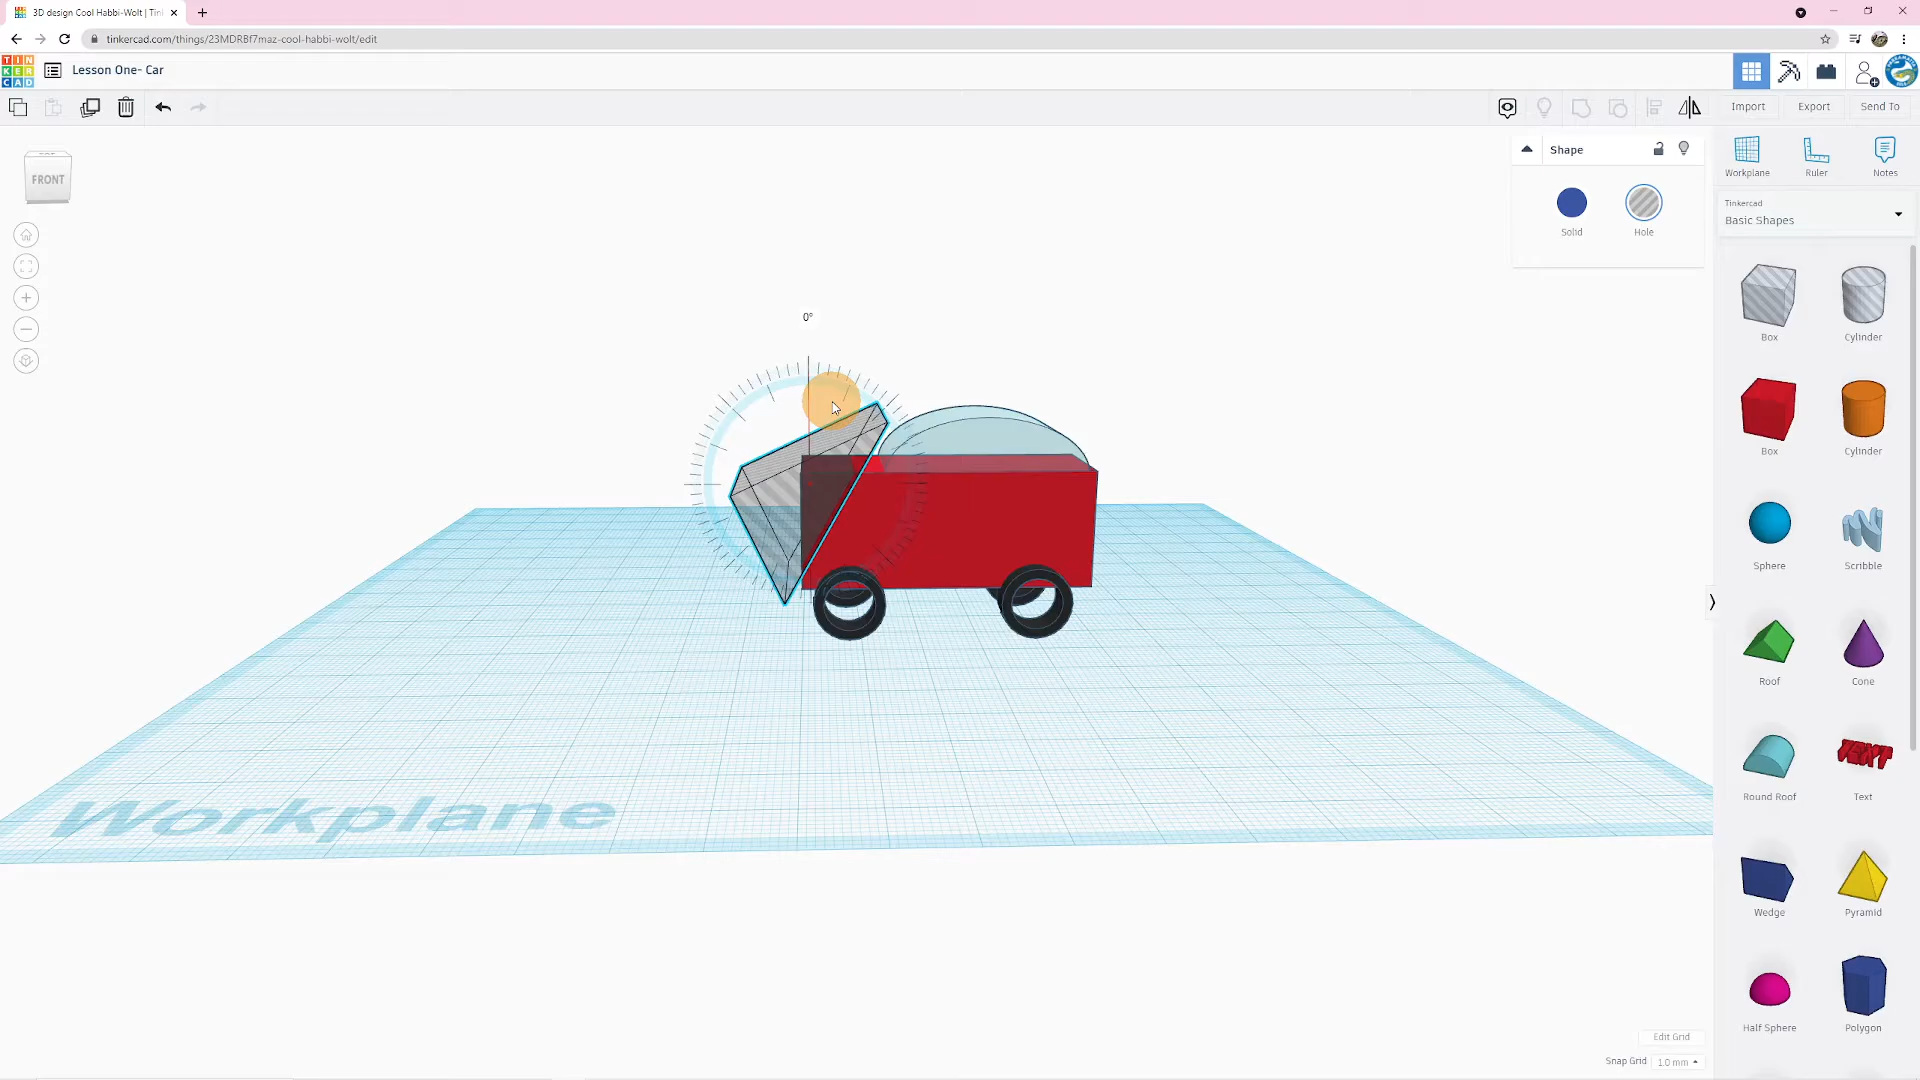 3D design Cool Habbi-Wolt | Tin
tinkercad.com/things/23MDRBf7maz-cool-habbi-wolt/edit
TIN
KER
CAD
Lesson One- Car
Import
Export
Send To
TOP
FRONT
Shape
Solid
Hole
Workplane
Ruler
Notes
Tinkercad
Basic Shapes
Box
Cylinder
Box
Cylinder
Sphere
Scribble
Roof
Cone
Round Roof
TEXT
Text
Wedge
Pyramid
Half Sphere
Polygon
0°
Workplane
Edit Grid
Snap Grid
1.0 mm